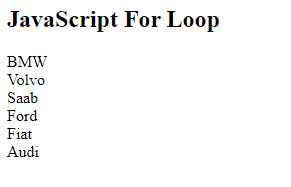 JavaScript For Loop
BMW
Volvo
Saab
Ford
Fiat
Audi